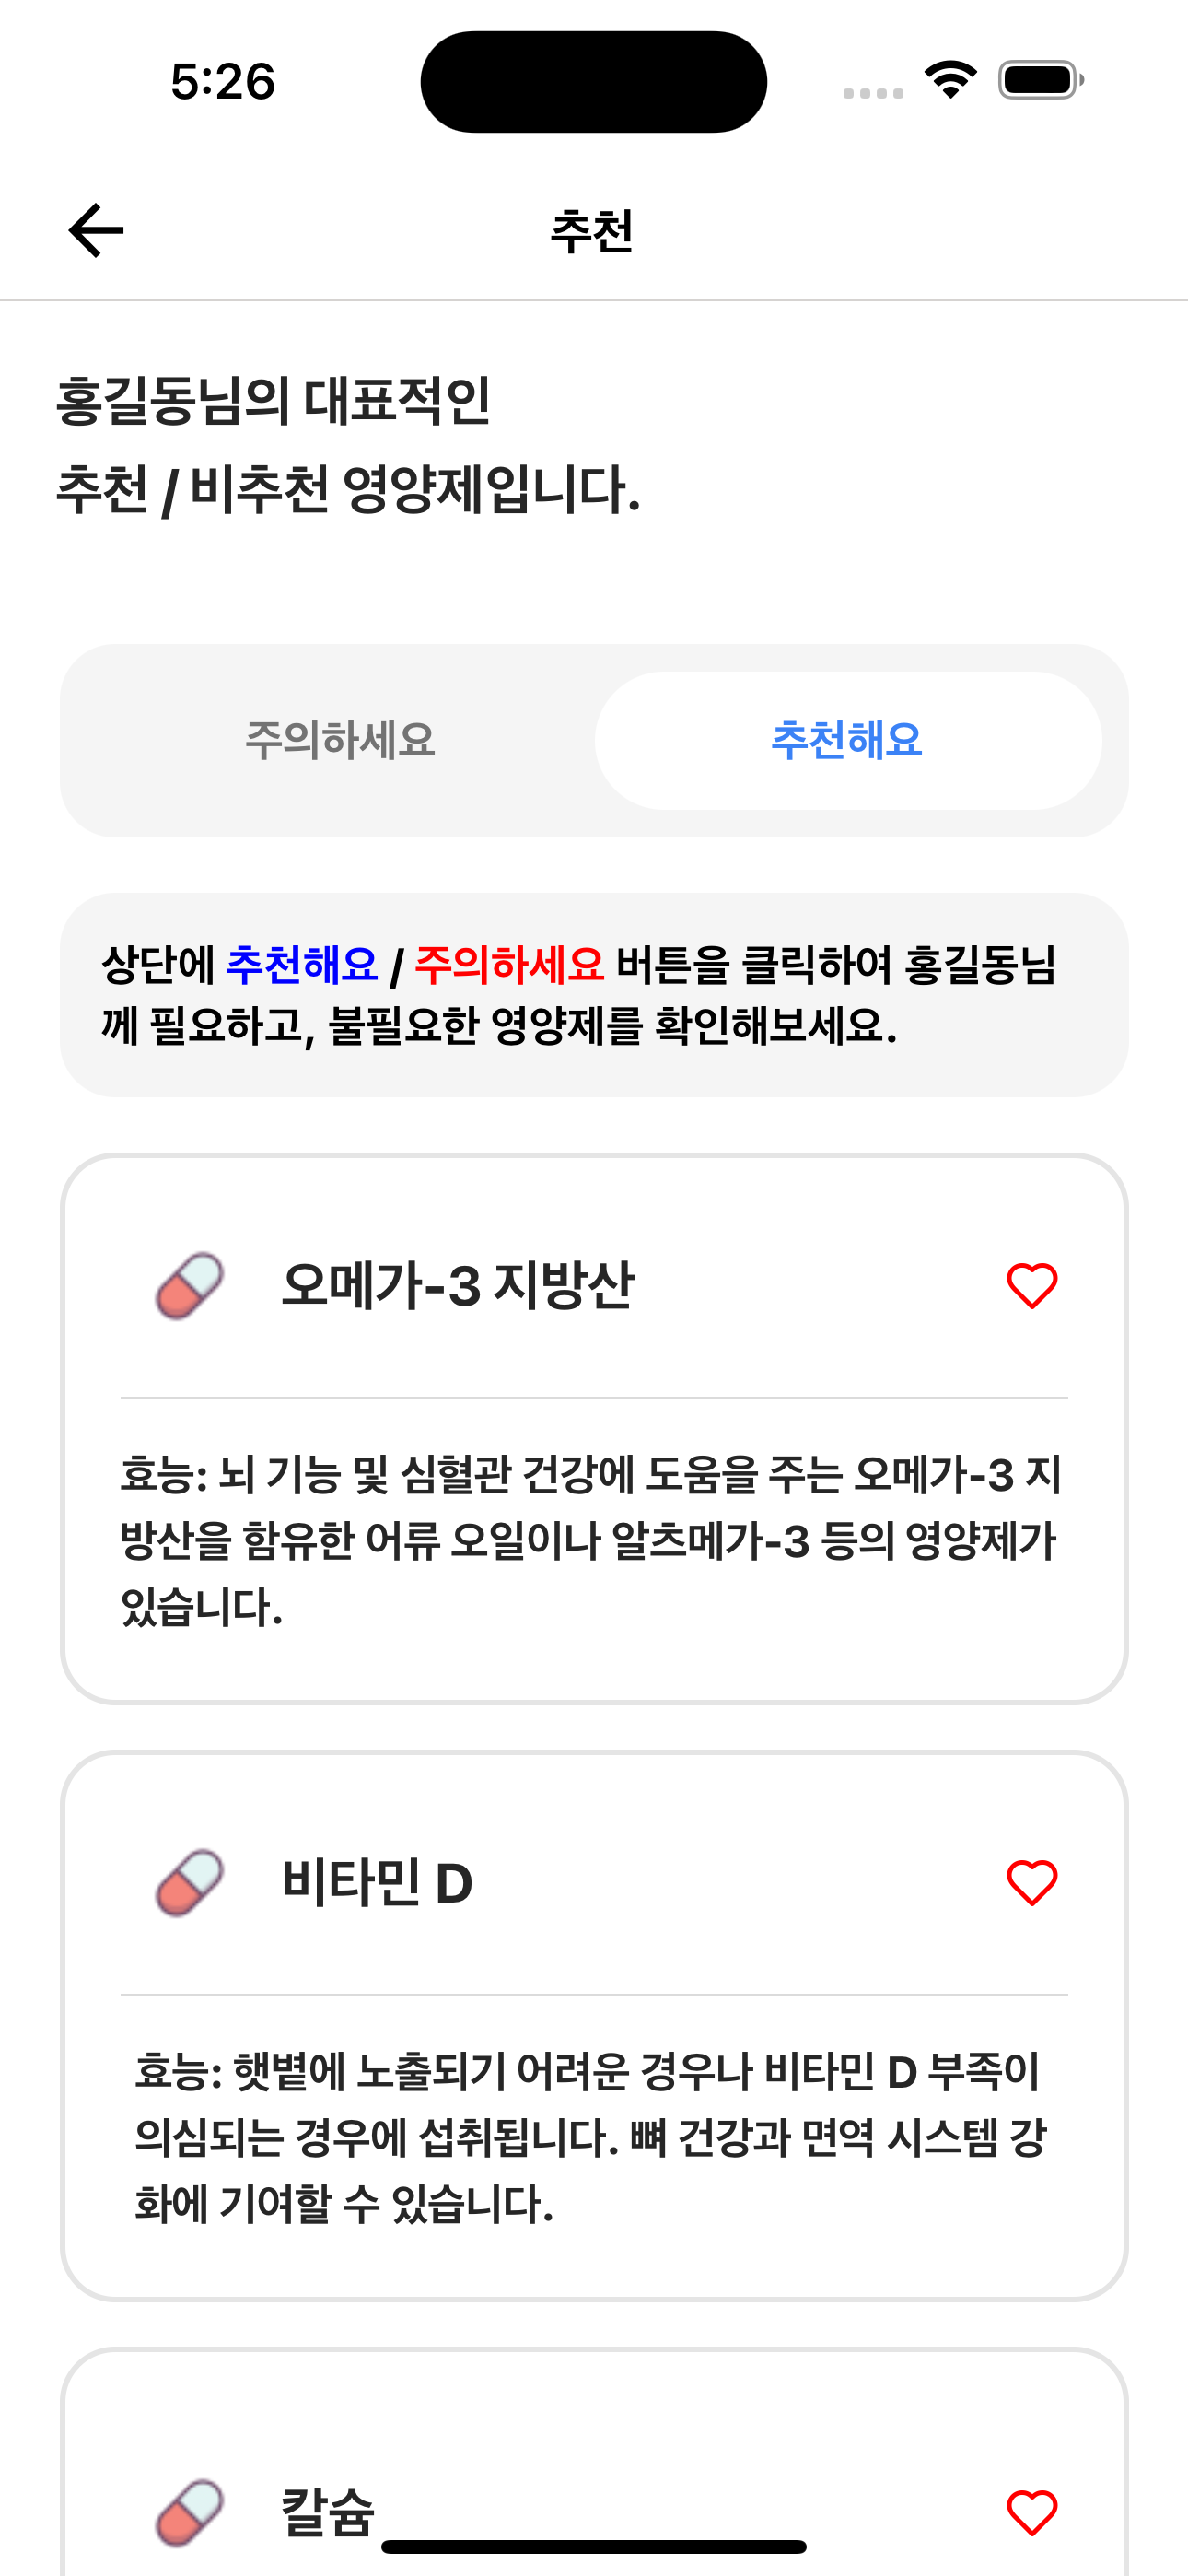 5:26
추천
홍길동님의 대표적인
추천 / 비추천 영양제입니다.
주의하세요
추천해요
상단에 추천해요 / 주의하세요 버튼을 클릭하여 홍길동님
께 필요하고, 불필요한 영양제를 확인해보세요.
오메가-3 지방산
효능: 뇌 기능 및 심혈관 건강에 도움을 주는 오메가-3 지
방산을 함유한 어류 오일이나 알츠메가-3 등의 영양제가
있습니다.
비타민 D
효능: 햇볕에 노출되기 어려운 경우나 비타민 D 부족이
의심되는 경우에 섭취됩니다. 뼈 건강과 면역 시스템 강
화에 기여할 수 있습니다.
칼슘